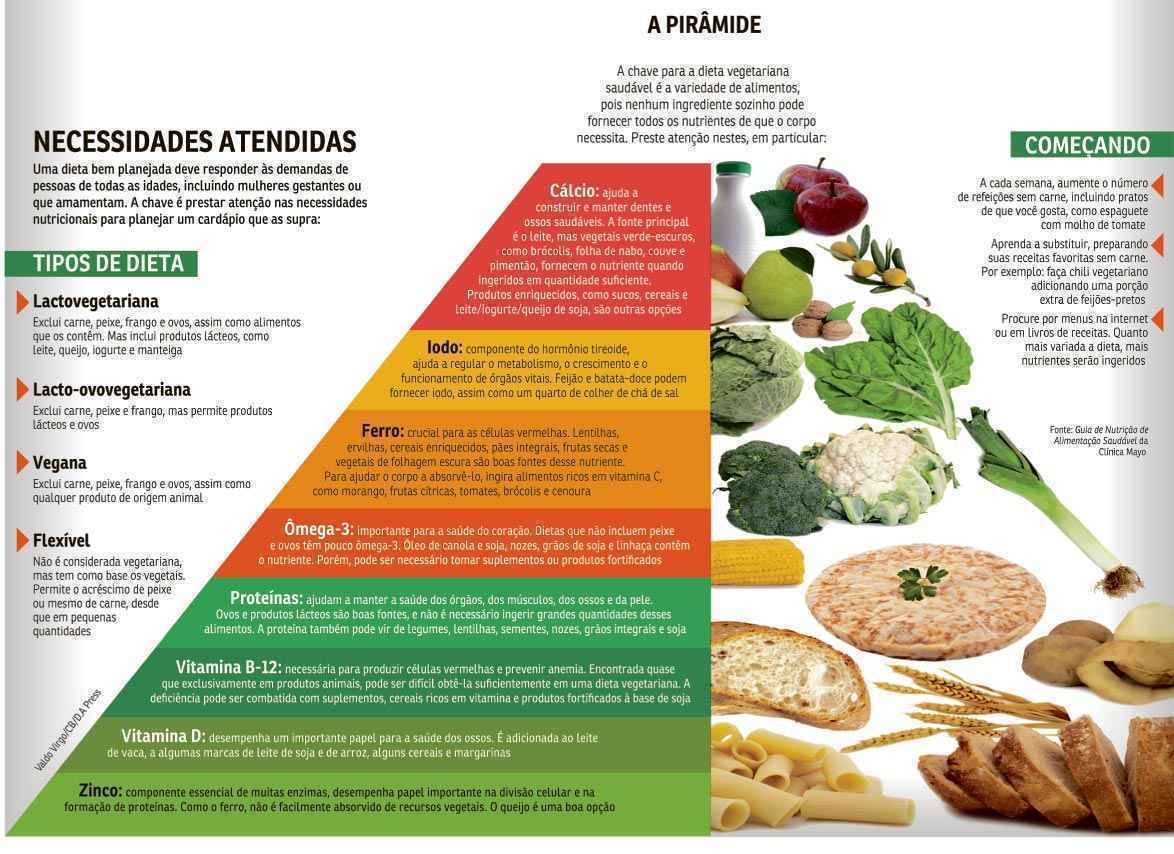 A PIRÂMIDE
A chave para a dieta vegetariana
saudável é a variedade de alimentos,
pois nenhum ingrediente sozinho pode
fornecer todos os nutrientes de que o corpo
necessita. Preste atenção nestes, em particular:
NECESSIDADES ATENDIDAS
Uma dieta bem planejada deve responder às demandas de
pessoas de todas as idades, incluindo mulheres gestantes ou
que amamentam. A chave é prestar atenção nas necessidades
nutricionais para planejar um cardápio que as supra:
TIPOS DE DIETA
Lactovegetariana
Exclui carne, peixe, frango e ovos, assim como alimentos
que os contêm. Mas inclui produtos lácteos, como
leite, queijo, iogurte e manteiga
Lacto-ovovegetariana
Exclui carne, peixe e frango, mas permite produtos
lácteos e ovos
Vegana
Exclui carne, peixe, frango e ovos, assim como
qualquer produto de origem animal
Flexível
Não é considerada vegetariana,
mas tem como base os vegetais.
Permite o acréscimo de peixe
ou mesmo de carne, desde
que em pequenas
quantidades
Valdo Virgo/CB/D.A Press
Cálcio: ajuda a
construir e manter dentes e
ossos saudáveis. A fonte principal
é o leite, mas vegetais verde-escuros,
como brócolis, folha de nabo, couve e
pimentão, fornecem o nutriente quando
ingeridos em quantidade suficiente.
Produtos enriquecidos, como sucos, cereais e
leite/iogurte/queijo de soja, são outras opções
Iodo: componente do hormônio tireoide,
ajuda a regular o metabolismo, o crescimento e o
funcionamento de órgãos vitais. Feijão e batata-doce podem
fornecer iodo, assim como um quarto de colher de chá de sal
Ferro: crucial para as células vermelhas. Lentilhas,
ervilhas, cereais enriquecidos, pães integrais, frutas secas e
vegetais de folhagem escura são boas fontes desse nutriente.
Para ajudar o corpo a absorvê-lo, ingira alimentos ricos em vitamina C,
como morango, frutas cítricas, tomates, brócolis e cenoura
Ômega-3: importante para a saúde do coração. Dietas que não incluem peixe
e ovos têm pouco ômega-3. Óleo de canola e soja, nozes, grãos de soja e linhaça contêm
o nutriente. Porém, pode ser necessário tomar suplementos ou produtos fortificados
Proteínas: ajudam a manter a saúde dos órgãos, dos músculos, dos ossos e da pele.
Ovos e produtos lácteos são boas fontes, e não é necessário ingerir grandes quantidades desses
alimentos. A proteína também pode vir de legumes, lentilhas, sementes, nozes, grãos integrais e soja
Vitamina B-12: necessária para produzir células vermelhas e prevenir anemia. Encontrada quase
que exclusivamente em produtos animais, pode ser difícil obtê-la suficientemente em uma dieta vegetariana. A
deficiência pode ser combatida com suplementos, cereais ricos em vitamina e produtos fortificados à base de soja
Vitamina D: desempenha um importante papel para a saúde dos ossos. É adicionada ao leite
de vaca, a algumas marcas de leite de soja e de arroz, alguns cereais e margarinas
Zinco: componente essencial de muitas enzimas, desempenha papel importante na divisão celular e na
formação de proteínas. Como o ferro, não é facilmente absorvido de recursos vegetais. O queijo é uma boa opção
COMEÇANDO
A cada semana, aumente o número
de refeições sem carne, incluindo pratos
de que você gosta, como espaguete
com molho de tomate
Aprenda a substituir, preparando
suas receitas favoritas sem carne.
Por exemplo: faça chili vegetariano
adicionando uma porção
extra de feijões-pretos
Procure por menus na internet
ou em livros de receitas. Quanto
mais variada a dieta, mais
nutrientes serão ingeridos
Fonte: Guia de Nutrição de
Alimentação Saudável da
Clínica Mayo